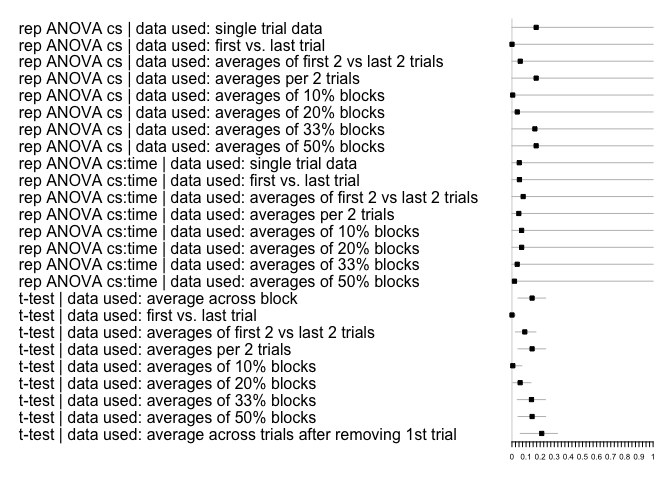 rep ANOVA cs | data used: single trial data
rep ANOVA cs | data used: first vs. last trial
rep ANOVA cs | data used: averages of first 2 vs last 2 trials
rep ANOVA cs | data used: averages per 2 trials
rep ANOVA cs | data used: averages of 10% blocks
rep ANOVA cs | data used: averages of 20% blocks
rep ANOVA cs | data used: averages of 33% blocks
rep ANOVA cs | data used: averages of 50% blocks
rep ANOVA cs:time | data used: single trial data
rep ANOVA cs:time | data used: first vs. last trial
rep ANOVA cs:time | data used: averages of first 2 vs last 2 trials
rep ANOVA cs:time | data used: averages per 2 trials
rep ANOVA cs:time | data used: averages of 10% blocks
rep ANOVA cs:time | data used: averages of 20% blocks
rep ANOVA cs:time | data used: averages of 33% blocks
rep ANOVA cs:time | data used: averages of 50% blocks
t-test | data used: average across block
t-test | data used: first vs. last trial
t-test | data used: averages of first 2 vs last 2 trials
t-test | data used: averages per 2 trials
t-test | data used: averages of 10% blocks
t-test | data used: averages of 20% blocks
t-test | data used: averages of 33% blocks
t-test | data used: averages of 50% blocks
t-test | data used: average across trials after removing 1st trial
0 0.1 0.2 0.3 0.4 0.5 0.6 0.7 0.8 0.9 1